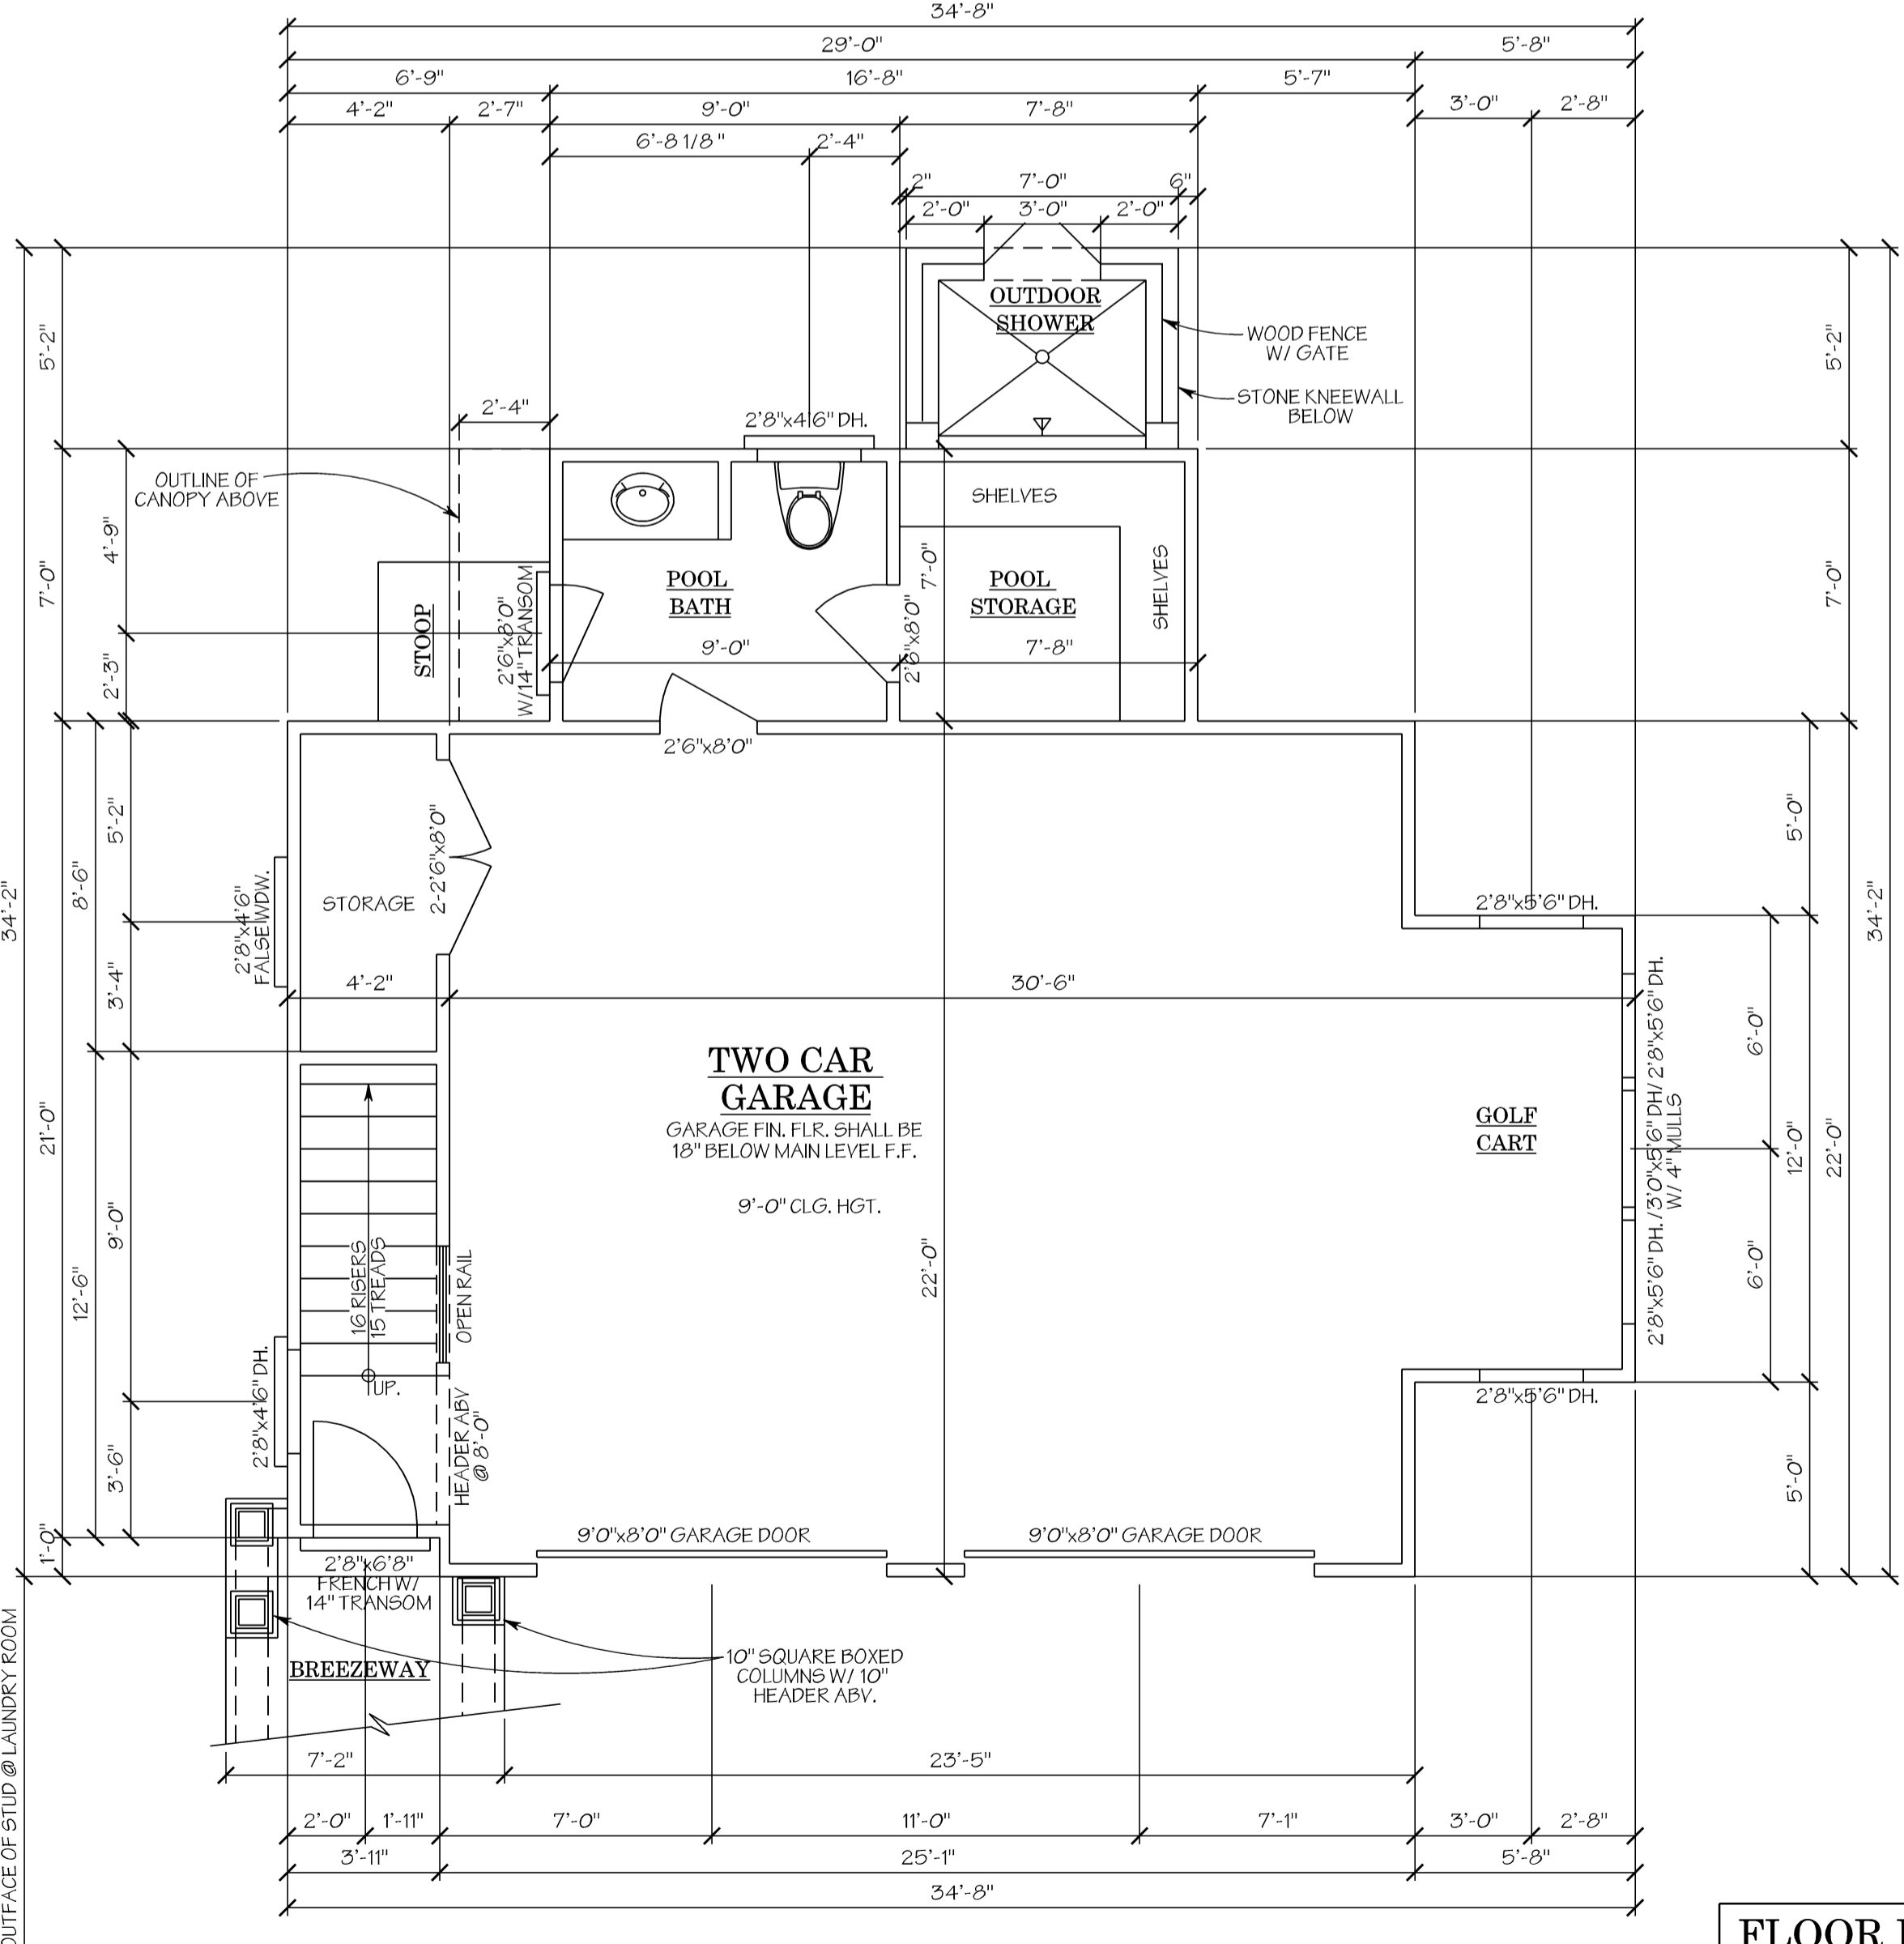 34'-8"
29'-0" 5'-8"
6'-9" 16'-8" 5'-7"
4'-2" 2'-7" 9'-0" 7'-8" 3'-0" 2'-8"
6'-8 1/8" 2'-4"
2" 7'-0" 6"
2'-0" 3'-0" 2'-0"
OUTDOOR
SHOWER
WOOD FENCE
W/ GATE
STONE KNEEWALL
BELOW
5'-2"
5'-2"
2'-4"
2'8"x4'6" DH.
OUTLINE OF
CANOPY ABOVE
SHELVES
SHELVES
4'-9"
7'-0"
7'-0"
7'-0"
2'-3"
STOOP
2'6"x8'0"
W/14" TRANSOM
POOL
BATH
9'-0"
2'6"x8'0"
POOL
STORAGE
7'-8"
2'6"x8'0"
5'-2"
8'-6"
3'-4"
34'-2"
2'8"x4'6"
FALSE WDW.
STORAGE
2-2'6"x8'0"
4'-2" 30'-6"
5'-0"
34'-2"
2'8"x5'6" DH.
TWO CAR
GARAGE
GARAGE FIN. FLR. SHALL BE
18" BELOW MAIN LEVEL F.F.
9'-0" CLG. HGT.
GOLF
CART
2'8"x5'6" DH./3'0"x5'6" DH/ 2'8"x5'6" DH.
W/ 4" MULLS
6'-0"
12'-0"
22'-0"
6'-0"
22'-0"
21'-0"
9'-0"
12'-6"
16 RISERS
15 TREADS
OPEN RAIL
UP.
2'8"x4'6" DH.
HEADER ABV
@ 8'-0"
2'8"x5'6" DH.
3'-6"
5'-0"
1'-0"
9'0"x8'0" GARAGE DOOR
9'0"x8'0" GARAGE DOOR
2'8"x6'8"
FRENCH W/
14" TRANSOM
BREEZEWAY
10" SQUARE BOXED
COLUMNS W/ 10"
HEADER ABV.
OUTFACE OF STUD @ LAUNDRY ROOM
7'-2" 23'-5"
2'-0" 1'-11" 7'-0" 11'-0" 7'-1" 3'-0" 2'-8"
3'-11" 25'-1" 5'-8"
34'-8"
FLOOR